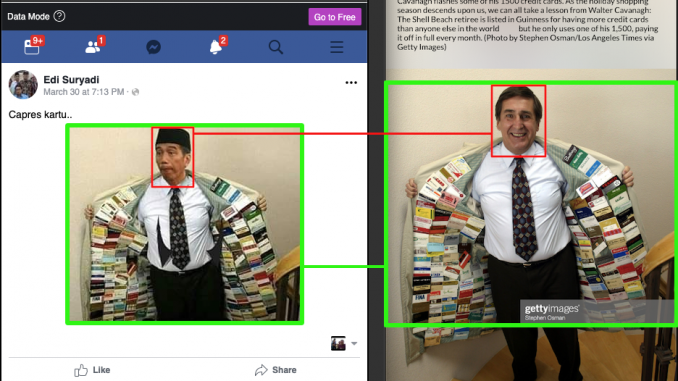 Data Mode ?
Go to Free
9+
1
2
Edi Suryadi
March 30 at 7:13 PM ·
Capres kartu..
Like
Share
Cavanagh flashes some of his 1500 credit cards. As the holiday shopping
season descends upon us, we can all take a lesson from Walter Cavanagh:
The Shell Beach retiree is listed in Guinness for having more credit cards
than anyone else in the world but he only uses one of his 1,500, paying
it off in full every month. (Photo by Stephen Osman/Los Angeles Times via
Getty Images)
gettyimages®
Stephen Osman